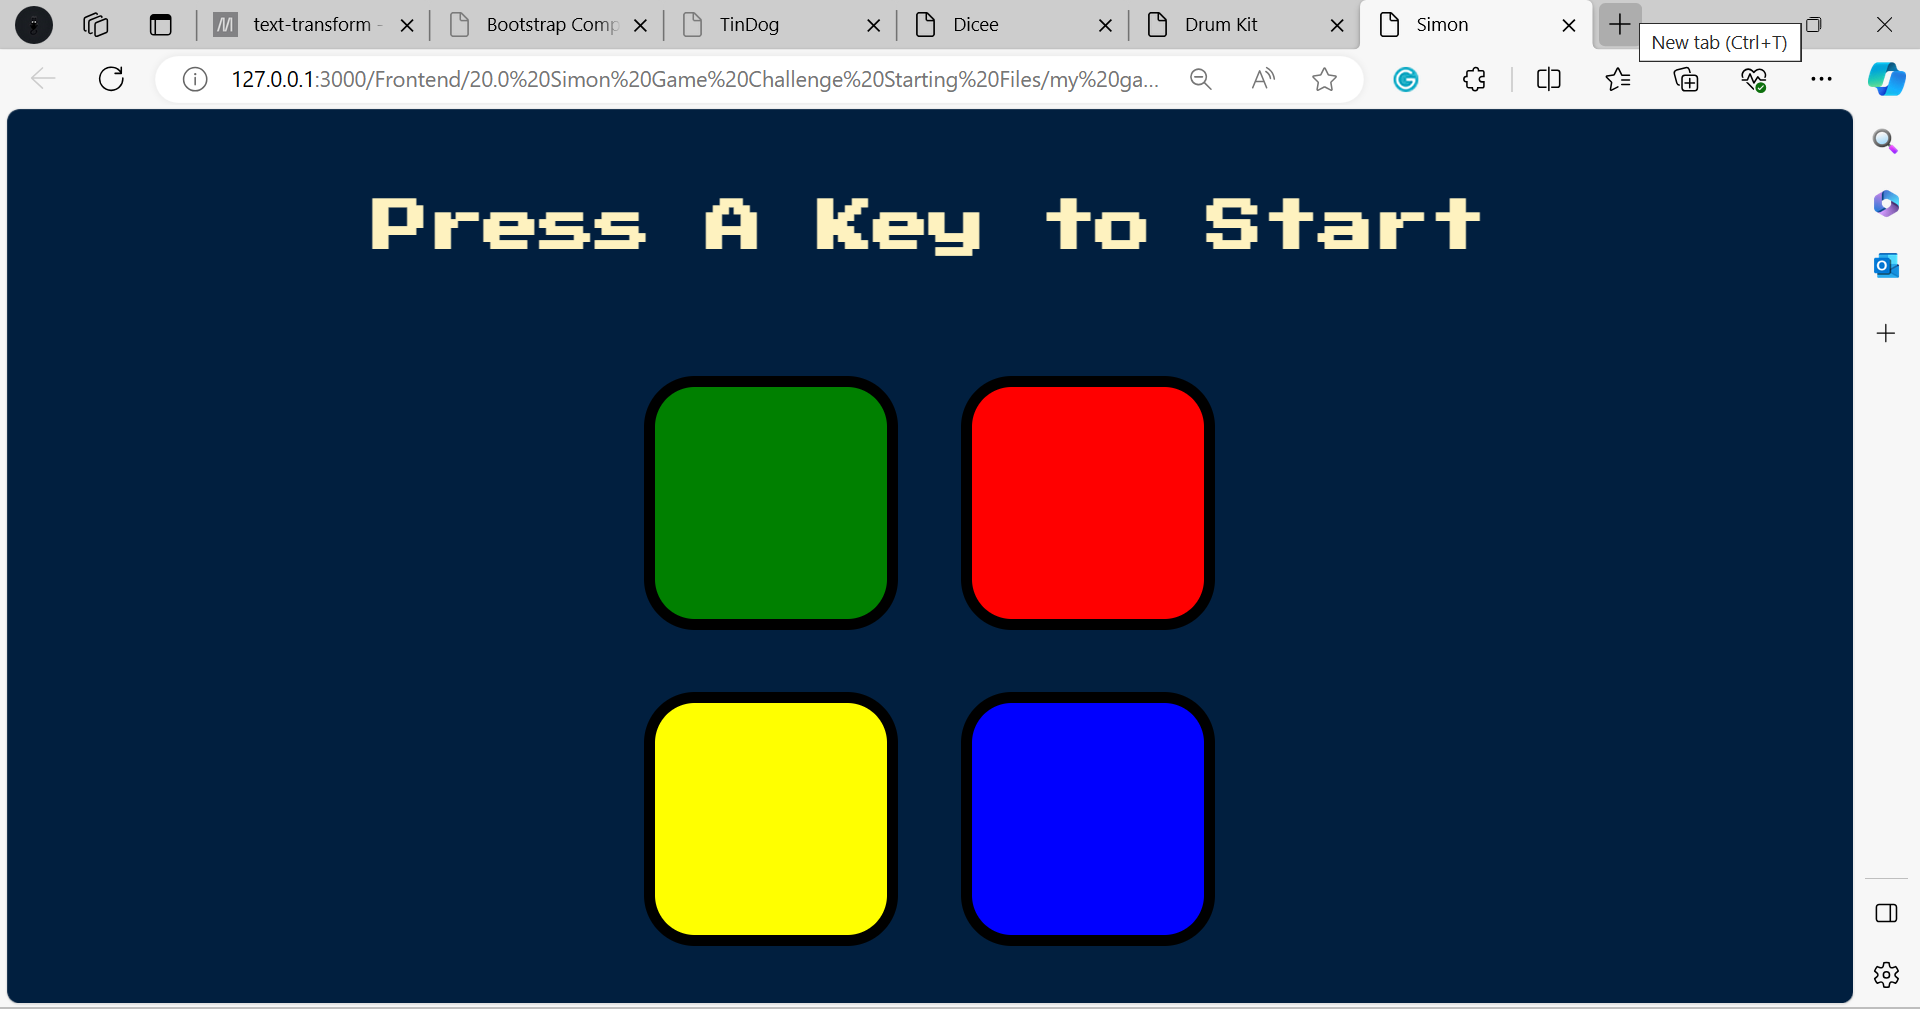 text-transform -
Bootstrap Comp
TinDog
Dicee
Drum Kit
Simon
New tab (Ctrl+T)
127.0.0.1:3000/Frontend/20.0%20Simon%20Game%20Challenge%20Starting%20Files/my%20ga...
Press A Key to Start